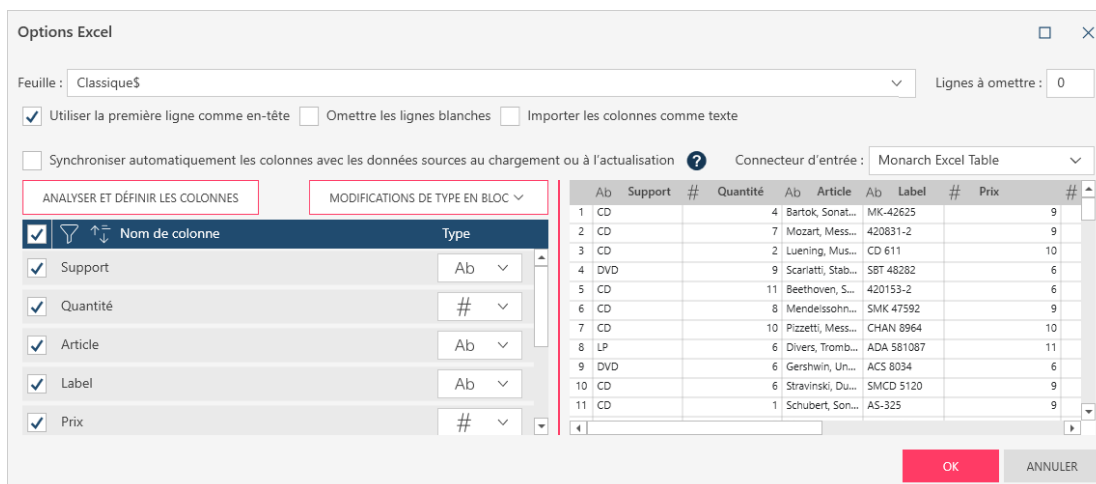 Options Excel
Feuille : Classique$ Lignes à omettre : 0
Utiliser la première ligne comme en-tête Omettre les lignes blanches Importer les colonnes comme texte
Synchroniser automatiquement les colonnes avec les données sources au chargement ou à l'actualisation ? Connecteur d'entrée : Monarch Excel Table
ANALYSER ET DÉFINIR LES COLONNES MODIFICATIONS DE TYPE EN BLOC
Nom de colonne Type
Support Ab
Quantité #
Article Ab
Label Ab
Prix #
Ab Support # Quantité Ab Article Ab Label # Prix #
1 CD 4 Bartok, Sonat... MK-42625 9
2 CD 7 Mozart, Mess... 420831-2 9
3 CD 2 Luening, Mus... CD 611 10
4 DVD 9 Scarlatti, Stab... SBT 48282 6
5 CD 11 Beethoven, S... 420153-2 6
6 CD 8 Mendelssohn... SMK 47592 9
7 CD 10 Pizzetti, Mess... CHAN 8964 10
8 LP 6 Divers, Tromb... ADA 581087 11
9 DVD 6 Gershwin, Un... ACS 8034 6
10 CD 6 Stravinski, Du... SMCD 5120 9
11 CD 1 Schubert, Son... AS-325 9
OK ANNULER